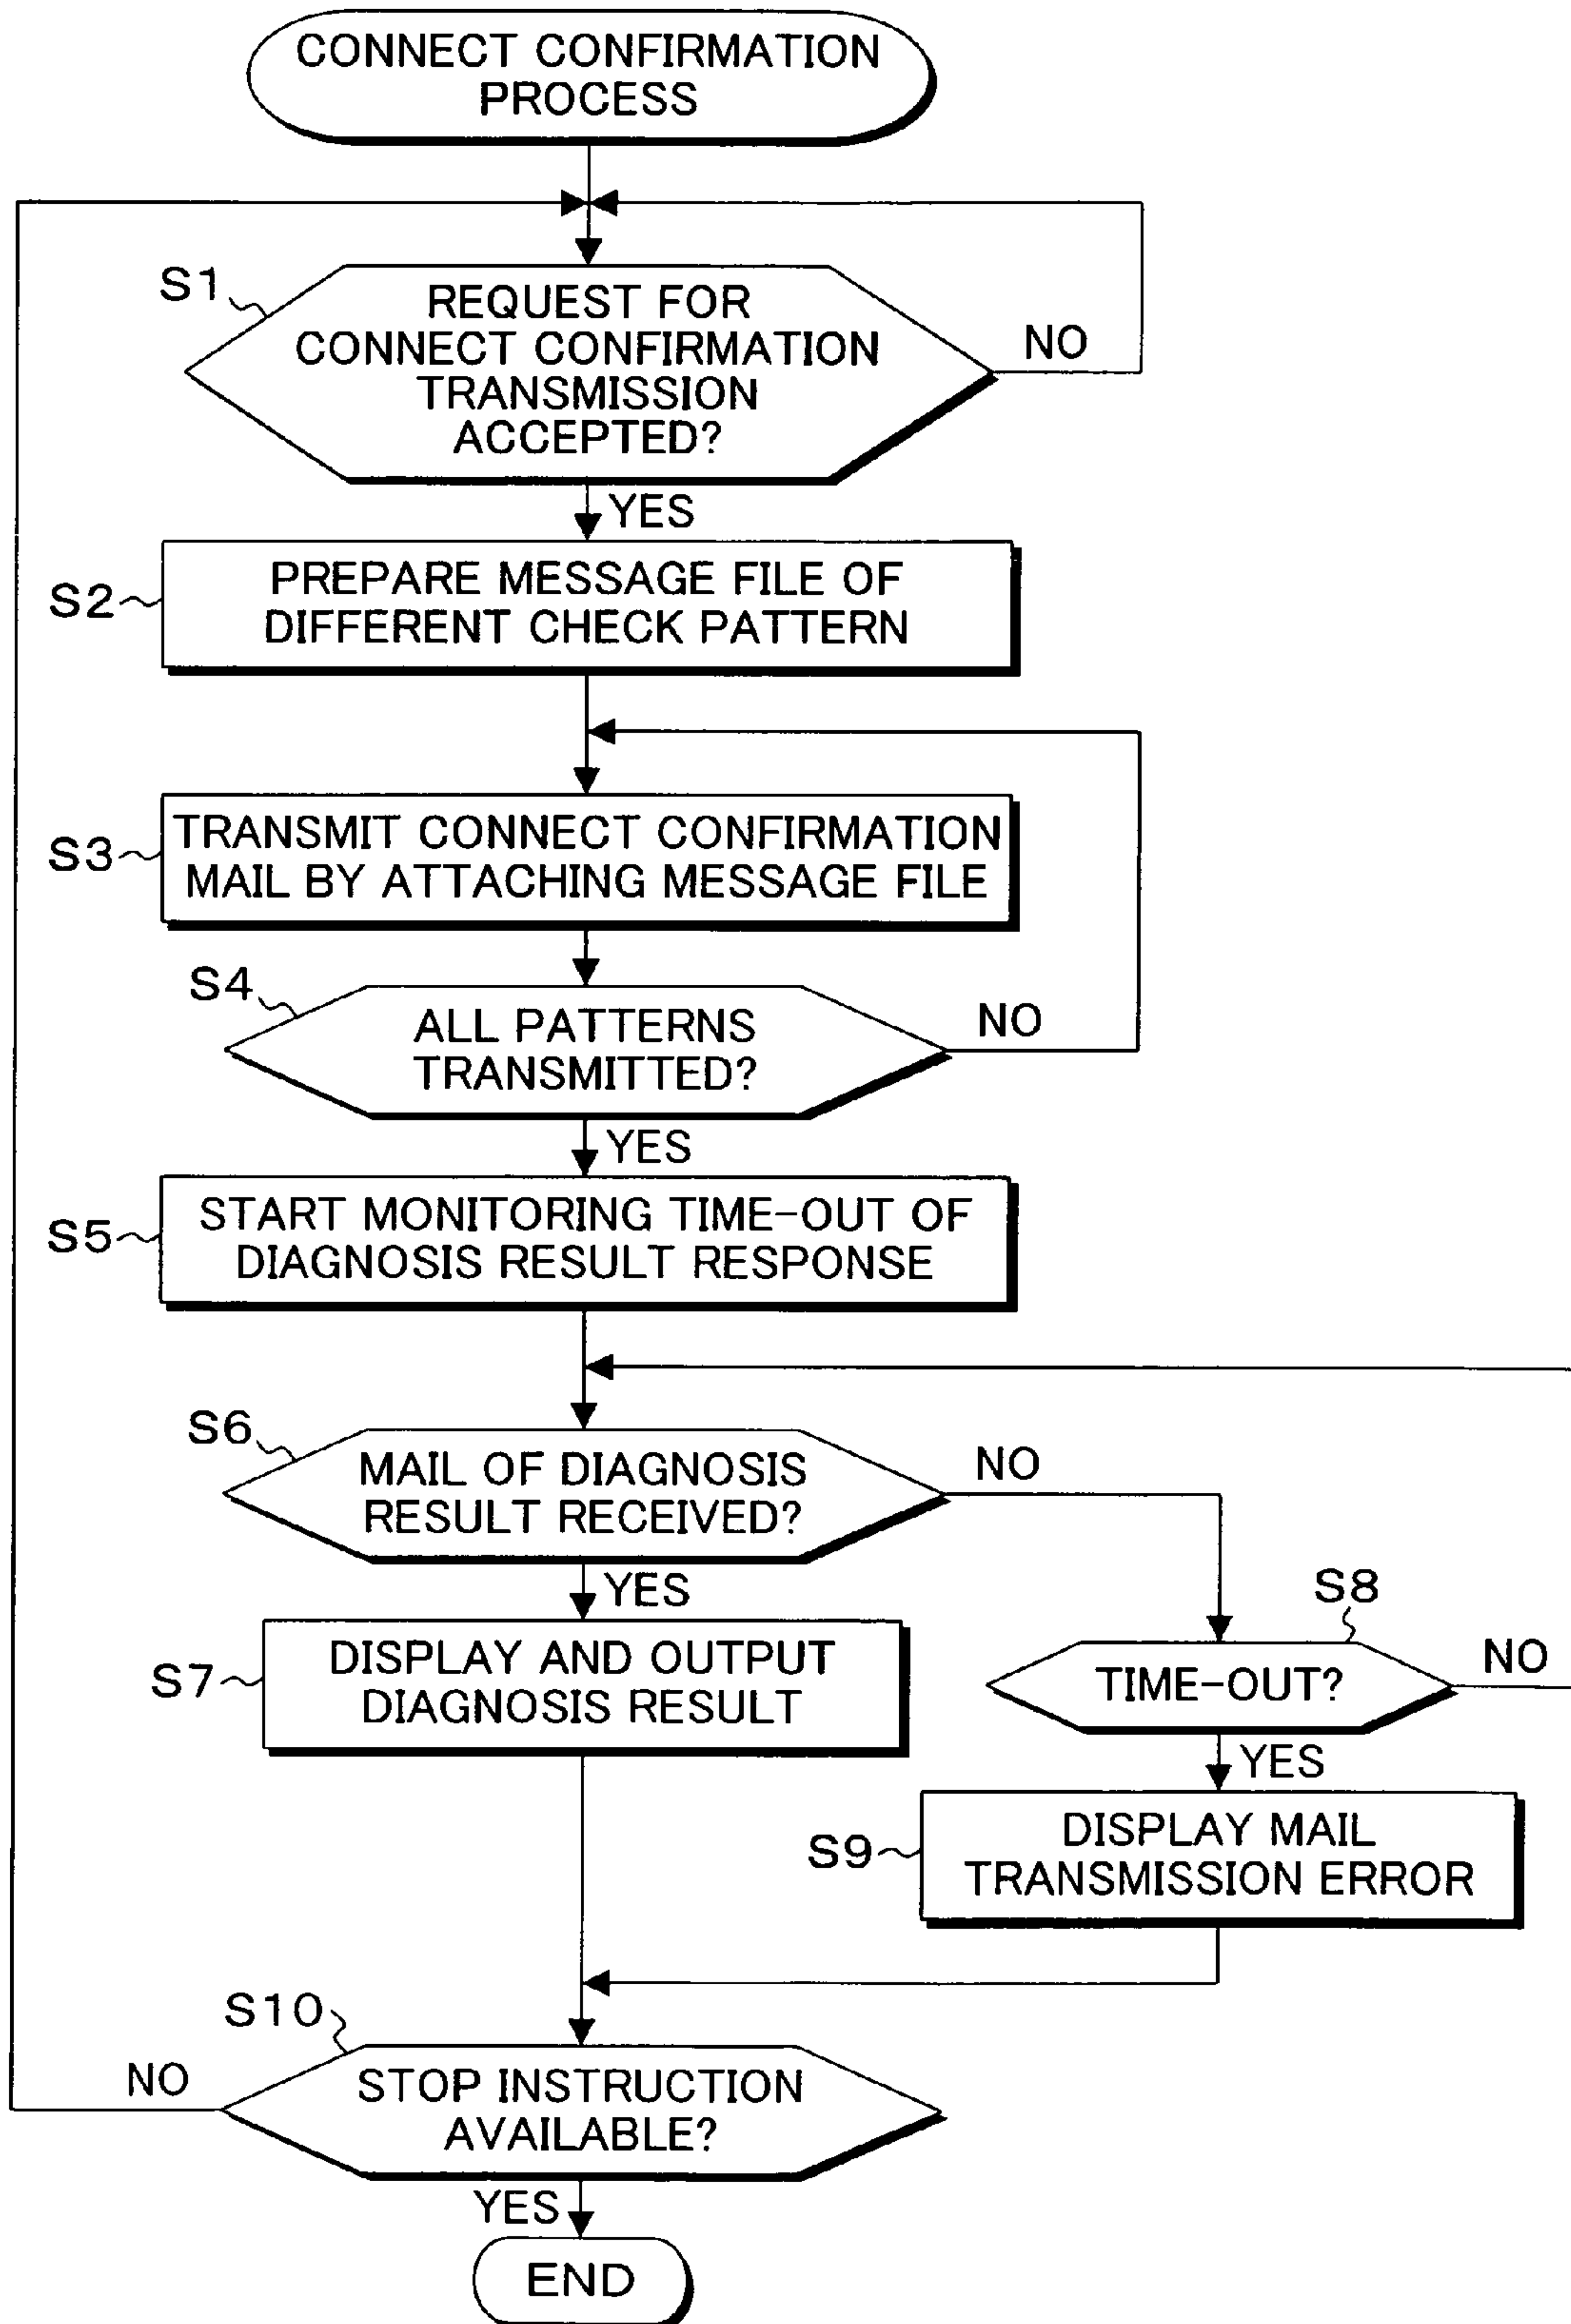 CONNECT CONFIRMATION
PROCESS
S1
REQUEST FOR
CONNECT CONFIRMATION
TRANSMISSION
ACCEPTED?
NO
YES
S2
PREPARE MESSAGE FILE OF
DIFFERENT CHECK PATTERN
S3
TRANSMIT CONNECT CONFIRMATION
MAIL BY ATTACHING MESSAGE FILE
S4
ALL PATTERNS
TRANSMITTED?
NO
YES
S5
START MONITORING TIME-OUT OF
DIAGNOSIS RESULT RESPONSE
S6
MAIL OF DIAGNOSIS
RESULT RECEIVED?
NO
YES
S7
DISPLAY AND OUTPUT
DIAGNOSIS RESULT
S8
TIME-OUT?
NO
YES
S9
DISPLAY MAIL
TRANSMISSION ERROR
S10
STOP INSTRUCTION
AVAILABLE?
NO
YES
END